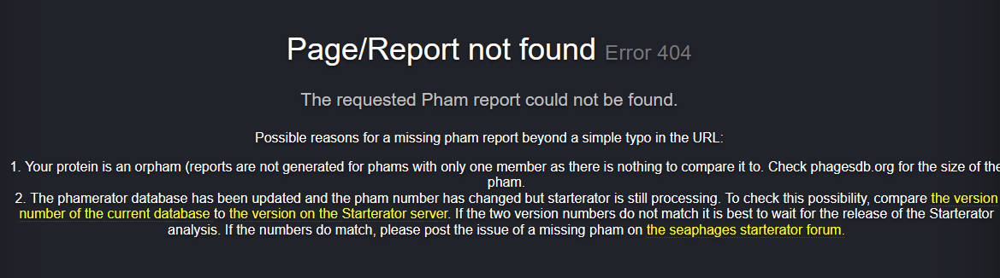 Page/Report not found Error 404
The requested Pham report could not be found.
Possible reasons for a missing pham report beyond a simple typo in the URL:
1. Your protein is an orpham (reports are not generated for phams with only one member as there is nothing to compare it to. Check phagesdb.org for the size of the
pham.
2. The phamerator database has been updated and the pham number has changed but starterator is still processing. To check this possibility, compare the version
number of the current database to the version on the Starterator server. If the two version numbers do not match it is best to wait for the release of the Starterator
analysis. If the numbers do match, please post the issue of a missing pham on the seaphages starterator forum.